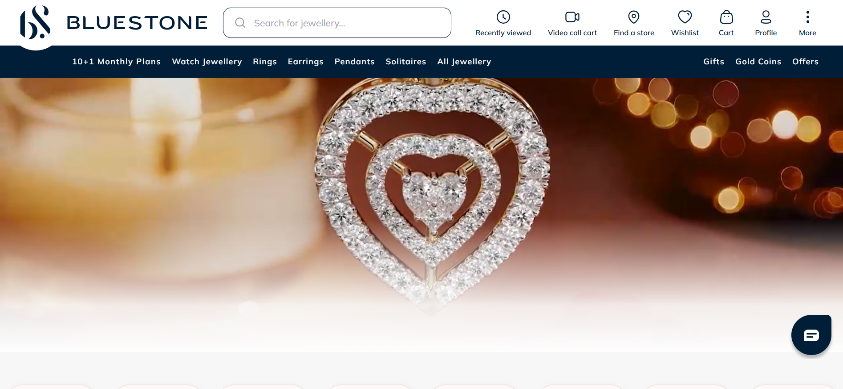 BLUESTONE
Search for jewellery...
Recently viewed
Video call cart
Find a store
Wishlist
Cart
Profile
More
10+1 Monthly Plans
Watch Jewellery
Rings
Earrings
Pendants
Solitaires
All Jewellery
Gifts
Gold Coins
Offers